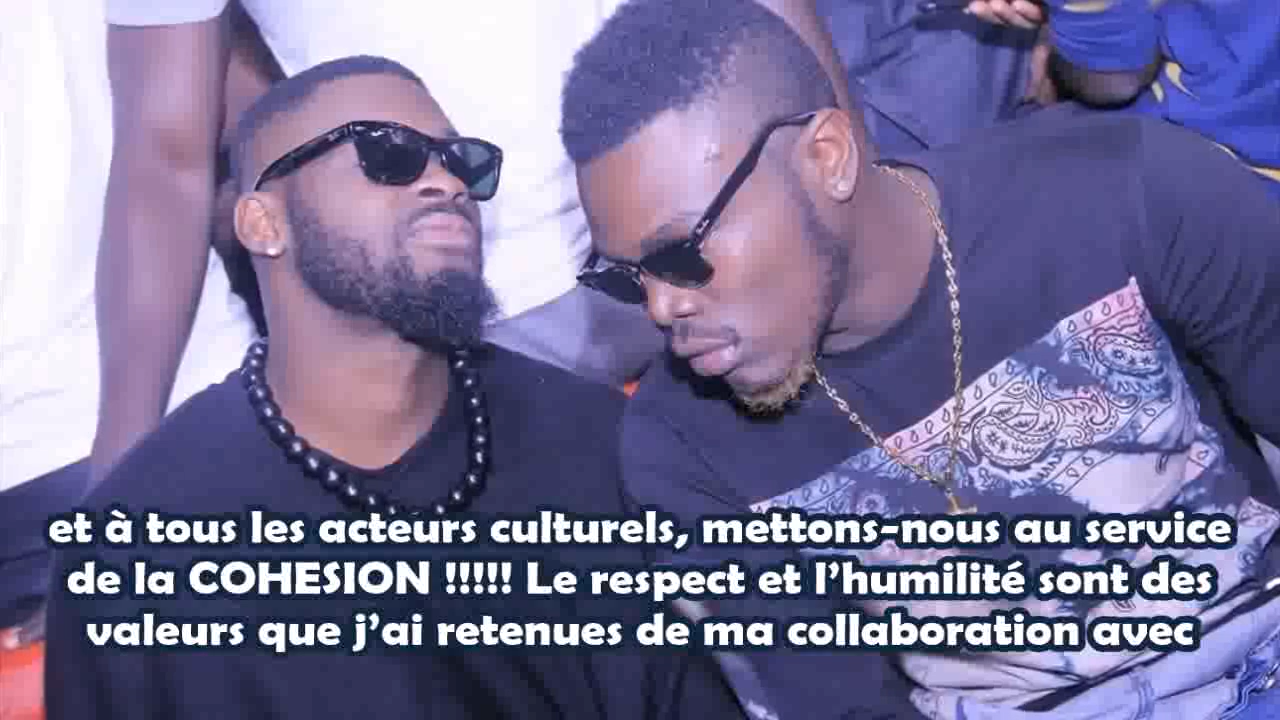 et à tous les acteurs culturels, mettons-nous au service
de la COHESION !!!!! Le respect et l’humilité sont des
valeurs que j’ai retenues de ma collaboration avec